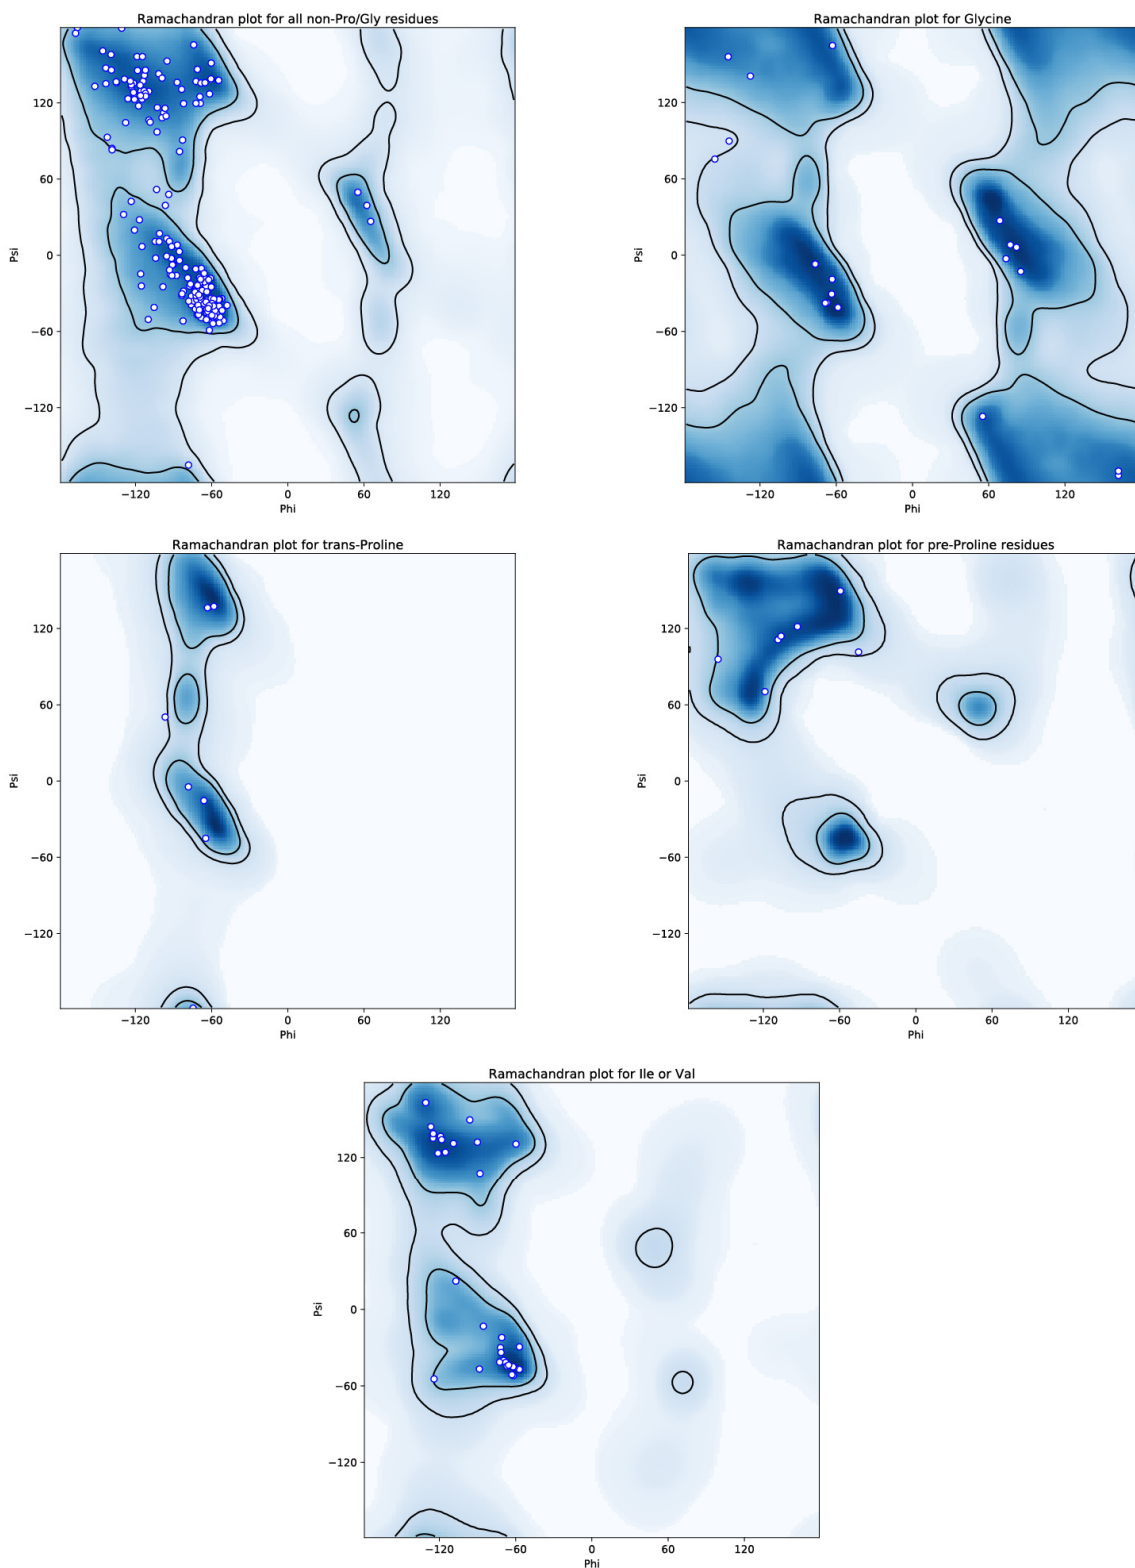 Ramachandran plot for all non-Pro/Gly residues
120
60
0
−60
−120
Psi
−120 −60 0 60 120
Phi
Ramachandran plot for Glycine
120
60
0
−60
−120
Psi
−120 −60 0 60 120
Phi
Ramachandran plot for trans-Proline
120
60
0
−60
−120
Psi
−120 −60 0 60 120
Phi
Ramachandran plot for pre-Proline residues
120
60
0
−60
−120
Psi
−120 −60 0 60 120
Phi
Ramachandran plot for Ile or Val
120
60
0
−60
−120
Psi
−120 −60 0 60 120
Phi